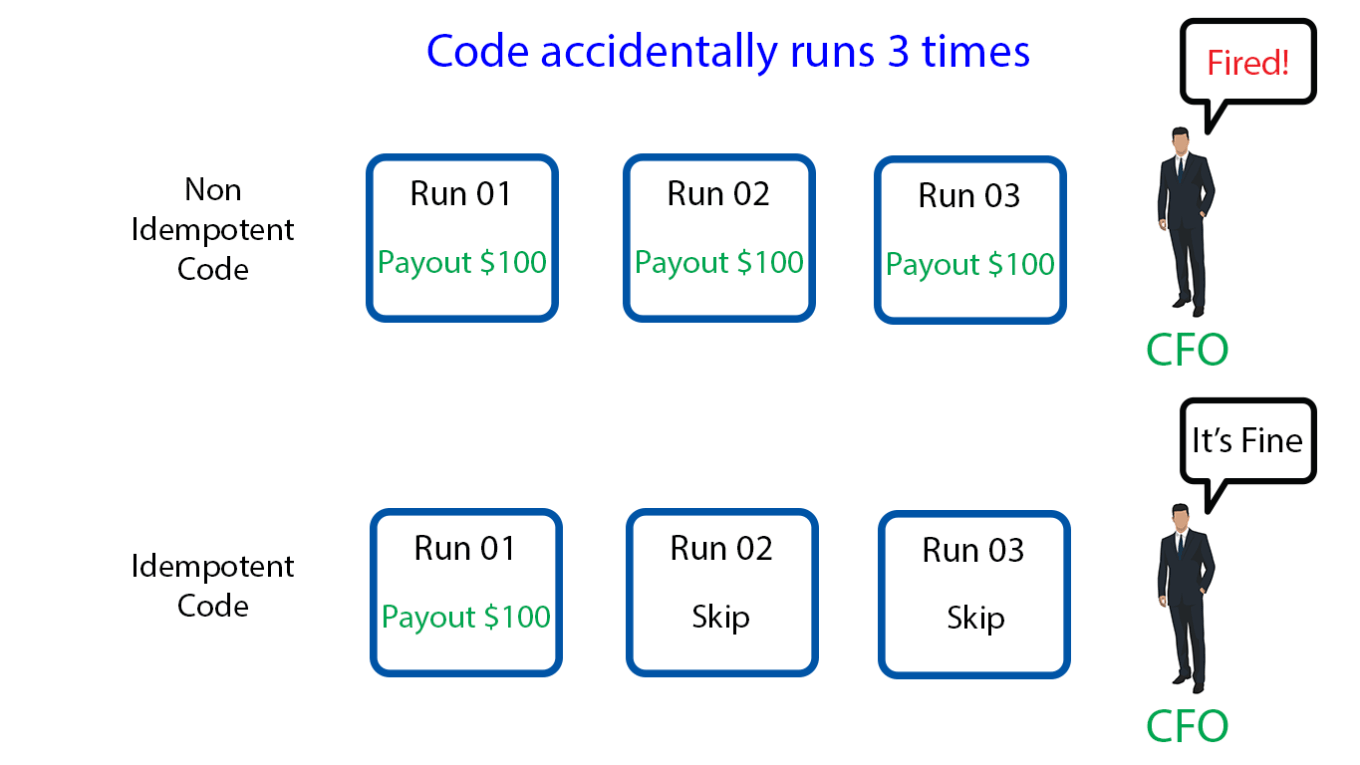 Code accidentally runs 3 times
Fired!
Non
Idempotent
Code
Run 01
Payout $100
Run 02
Payout $100
Run 03
Payout $100
CFO
It's Fine
Idempotent
Code
Run 01
Payout $100
Run 02
Skip
Run 03
Skip
CFO